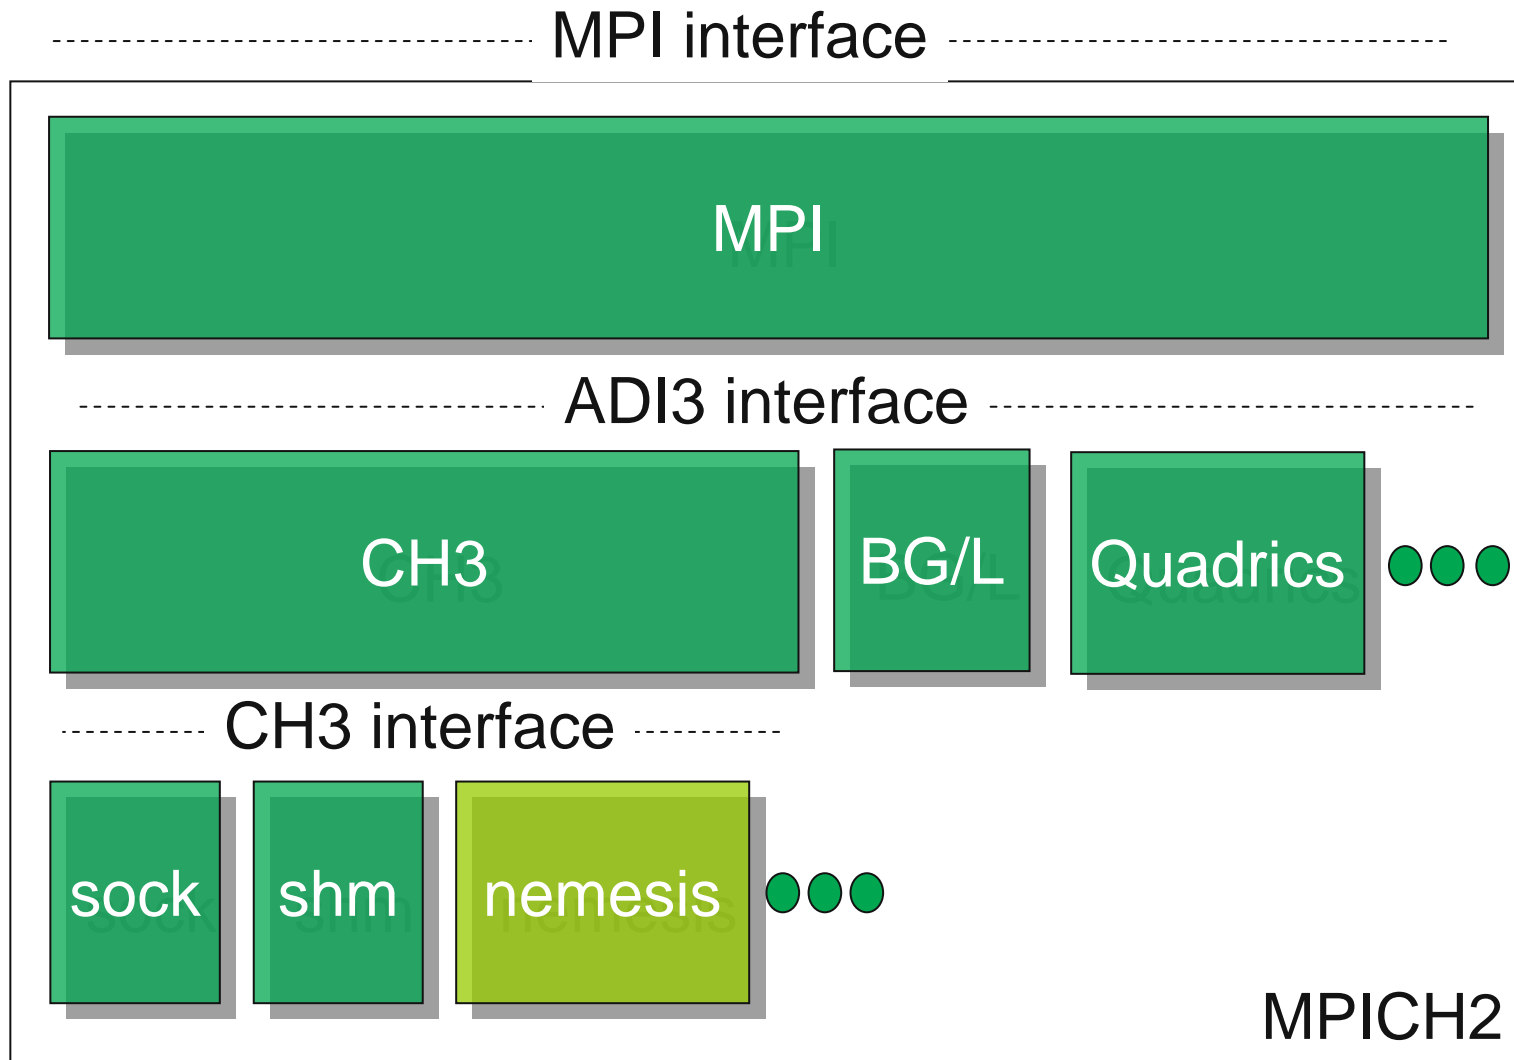 MPI interface
MPI
ADI3 interface
CH3 BG/L Quadrics
CH3 interface
sock shm nemesis
MPICH2